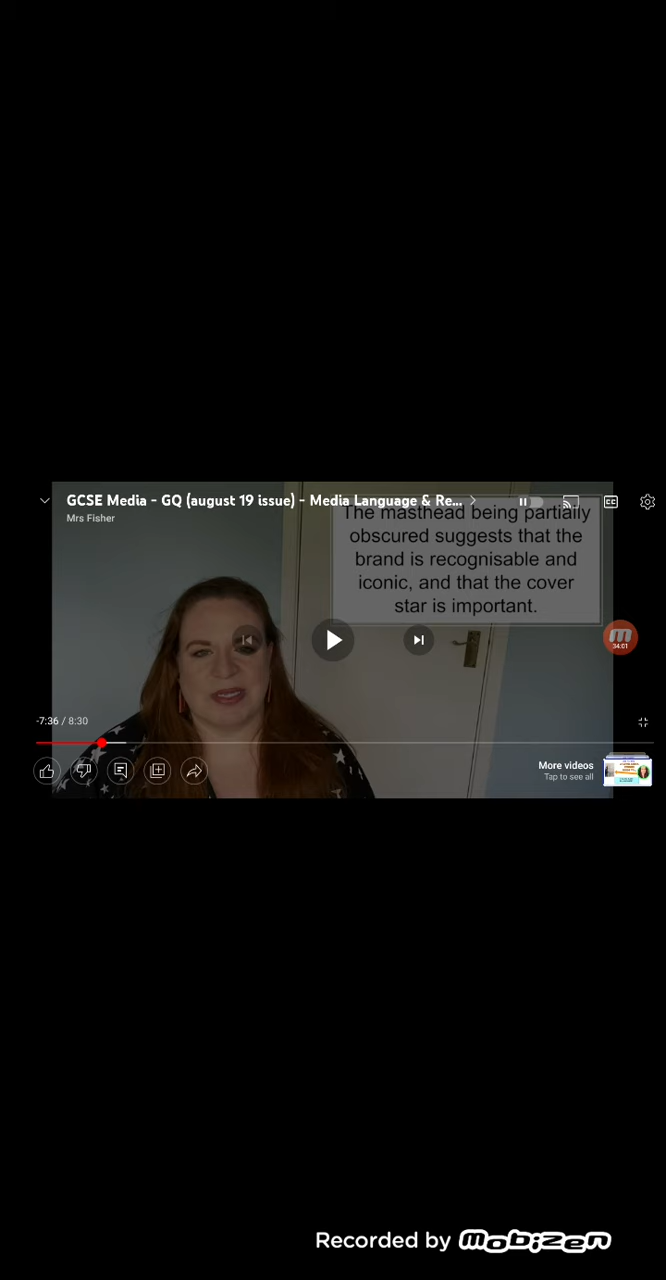 GCSE Media - GQ (august 19 issue) - Media Language & Re...
Mrs Fisher
The masthead being partially
obscured suggests that the
brand is recognisable and
iconic, and that the cover
star is important.
34:01
-7:36 / 8:30
More videos
Tap to see all
Recorded by Mobizen